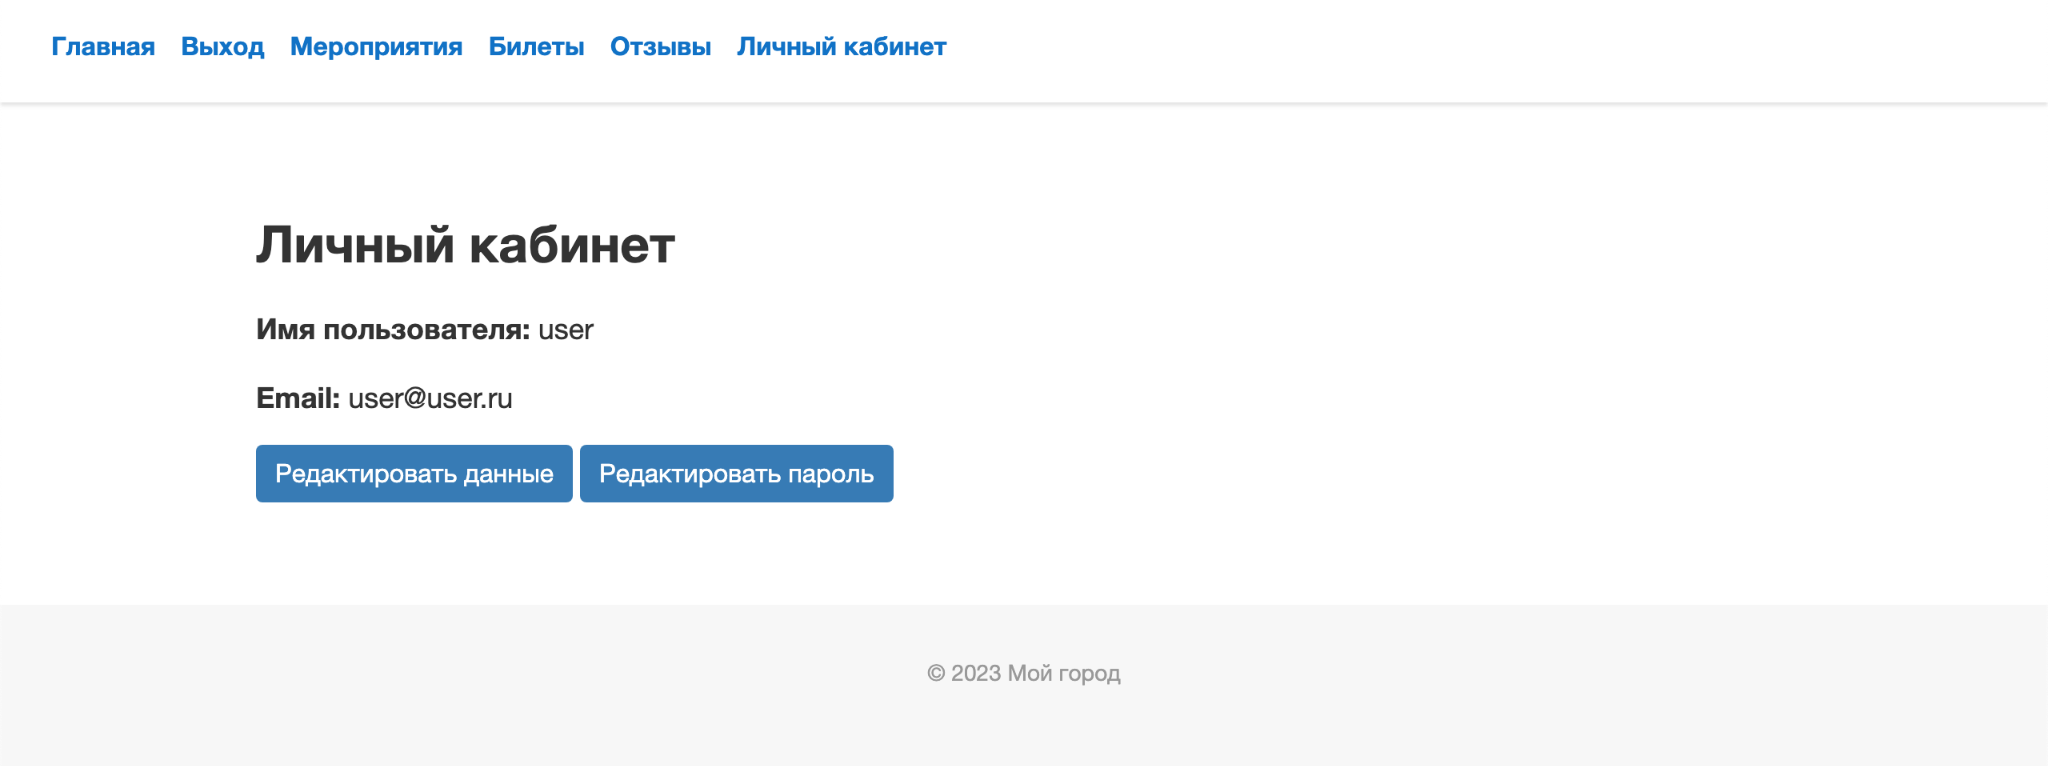 Главная Выход Мероприятия Билеты Отзывы Личный кабинет
Личный кабинет
Имя пользователя: user
Email: user@user.ru
Редактировать данные Редактировать пароль
© 2023 Мой город